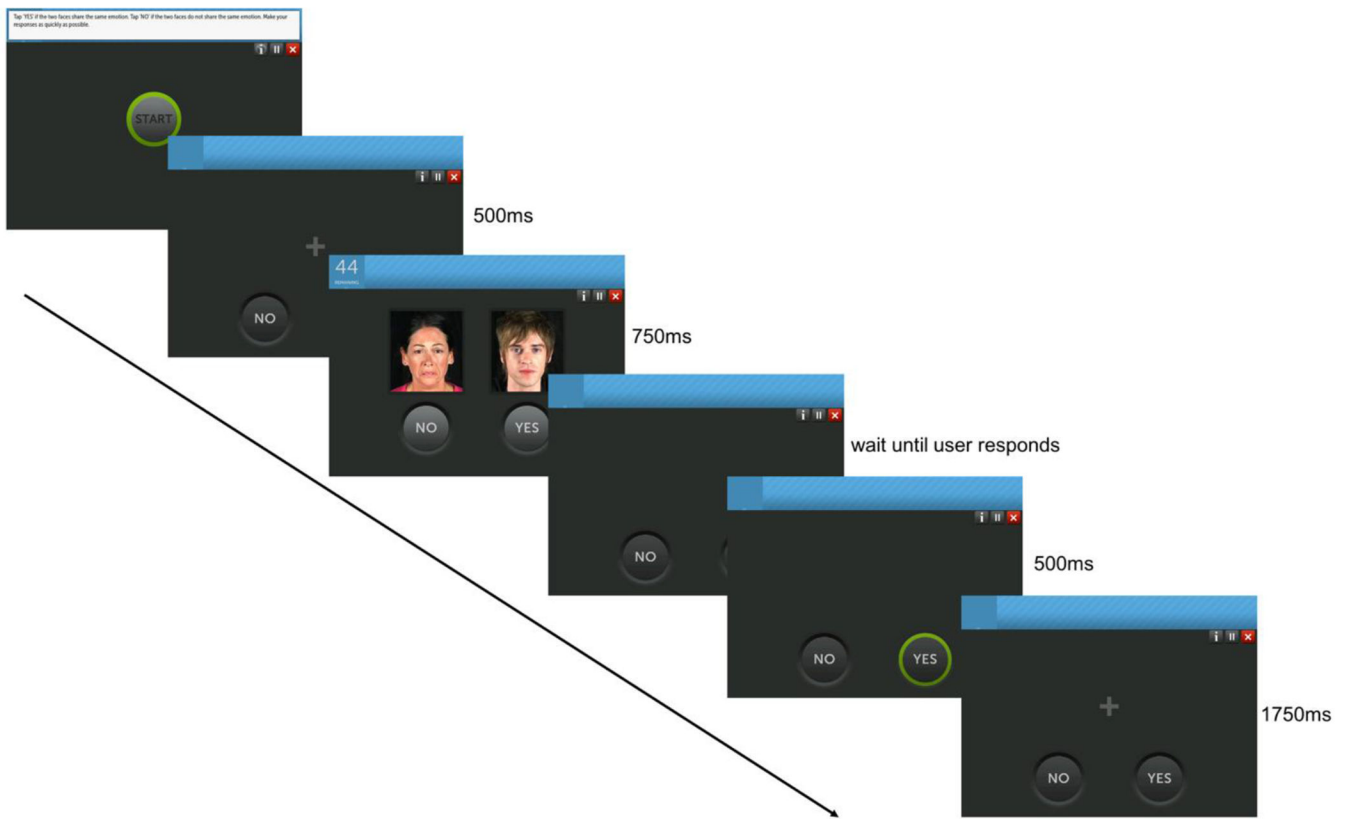 Tap 'YES' if the two faces share the same emotion. Tap 'NO' if the two faces do not share the same emotion. Make your
responses as quickly as possible.
START
500ms
NO
44
REMAINING
750ms
NO
YES
wait until user responds
NO
500ms
NO
YES
1750ms
NO
YES